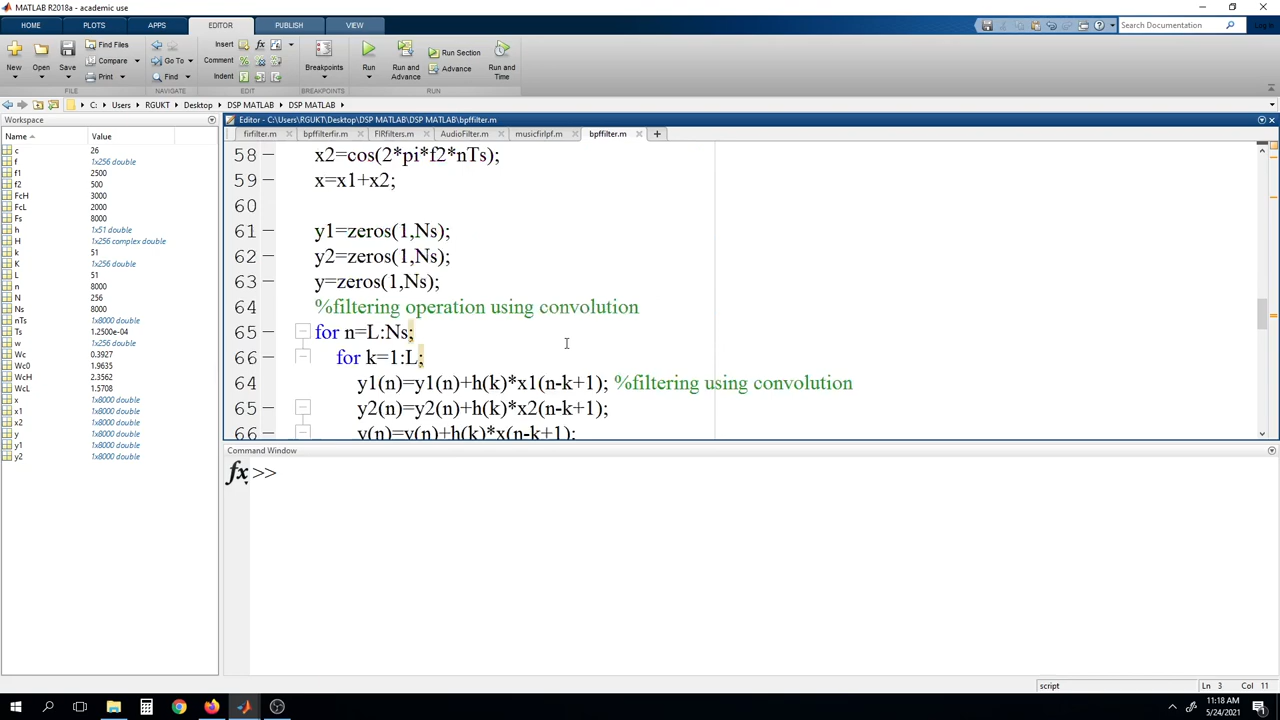 MATLAB R2018a - academic use
HOME PLOTS APPS EDITOR PUBLISH VIEW
Search Documentation
New Open Save Find Files Compare Print
Go To Find
Insert Comment Indent
Breakpoints
Run Run and Advance Run Section Advance Run and Time
FILE NAVIGATE EDIT BREAKPOINTS RUN
C: Users RGUKT Desktop DSP MATLAB DSP MATLAB
Workspace
Name Value
c 26
f 1x256 double
f1 2500
f2 500
FcH 3000
FcL 2000
Fs 8000
h 1x51 double
H 1x256 complex double
k 51
K 1x256 double
L 51
n 8000
N 256
Ns 8000
nTs 1x8000 double
Ts 1.2500e-04
w 1x256 double
Wc 0.3927
Wc0 1.9635
WcH 2.3562
WcL 1.5708
x 1x8000 double
x1 1x8000 double
x2 1x8000 double
y 1x8000 double
y1 1x8000 double
y2 1x8000 double
Editor - C:\Users\RGUKT\Desktop\DSP MATLAB\DSP MATLAB\bpffilter.m
firfilter.m bpffilterfir.m FIRfilters.m AudioFilter.m musicfirlpf.m bpffilter.m
58 x2=cos(2*pi*f2*nTs);
59 x=x1+x2;
60
61 y1=zeros(1,Ns);
62 y2=zeros(1,Ns);
63 y=zeros(1,Ns);
64 %filtering operation using convolution
65 for n=L:Ns;
66 for k=1:L;
64 y1(n)=y1(n)+h(k)*x1(n-k+1); %filtering using convolution
65 y2(n)=y2(n)+h(k)*x2(n-k+1);
66 y(n)=y(n)+h(k)*x(n-k+1);
Command Window
fx >>
script
Ln 3 Col 11
11:18 AM
5/24/2021